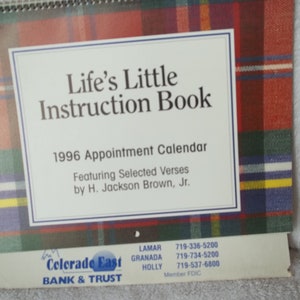 Life's Little
Instruction Book
1996 Appointment Calendar
Featuring Selected Verses
by H. Jackson Brown, Jr.
Colorado East
BANK & TRUST
LAMAR 719-336-5200
GRANADA 719-734-5200
HOLLY 719-537-6800
Member FDIC